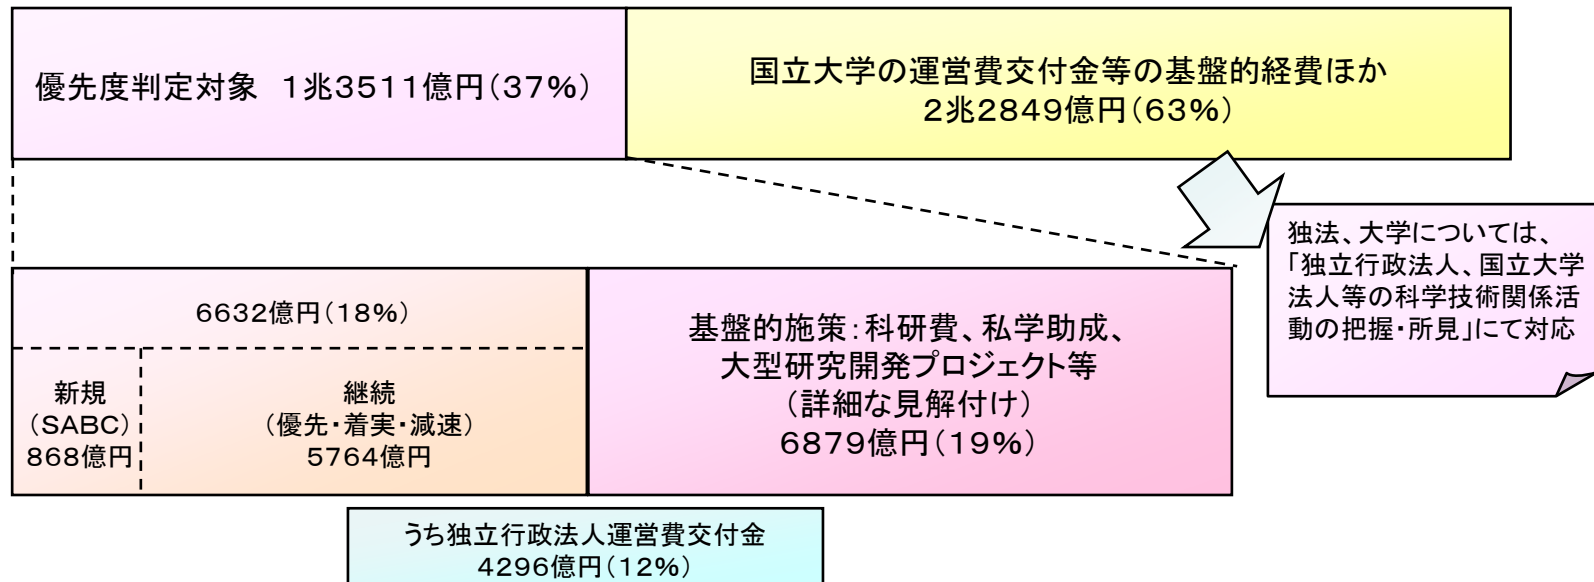 優先度判定対象　１兆３５１１億円（３７％）
国立大学の運営費交付金等の基盤的経費ほか
２兆２８４９億円（６３％）
独法、大学については、
「独立行政法人、国立大学
法人等の科学技術関係活
動の把握・所見」にて対応
６６３２億円（１８％）
新規
（ＳＡＢＣ）
８６８億円
継続
（優先・着実・減速）
５７６４億円
基盤的施策：科研費、私学助成、
大型研究開発プロジェクト等
（詳細な見解付け）
６８７９億円（１９％）
うち独立行政法人運営費交付金
４２９６億円（１２％）